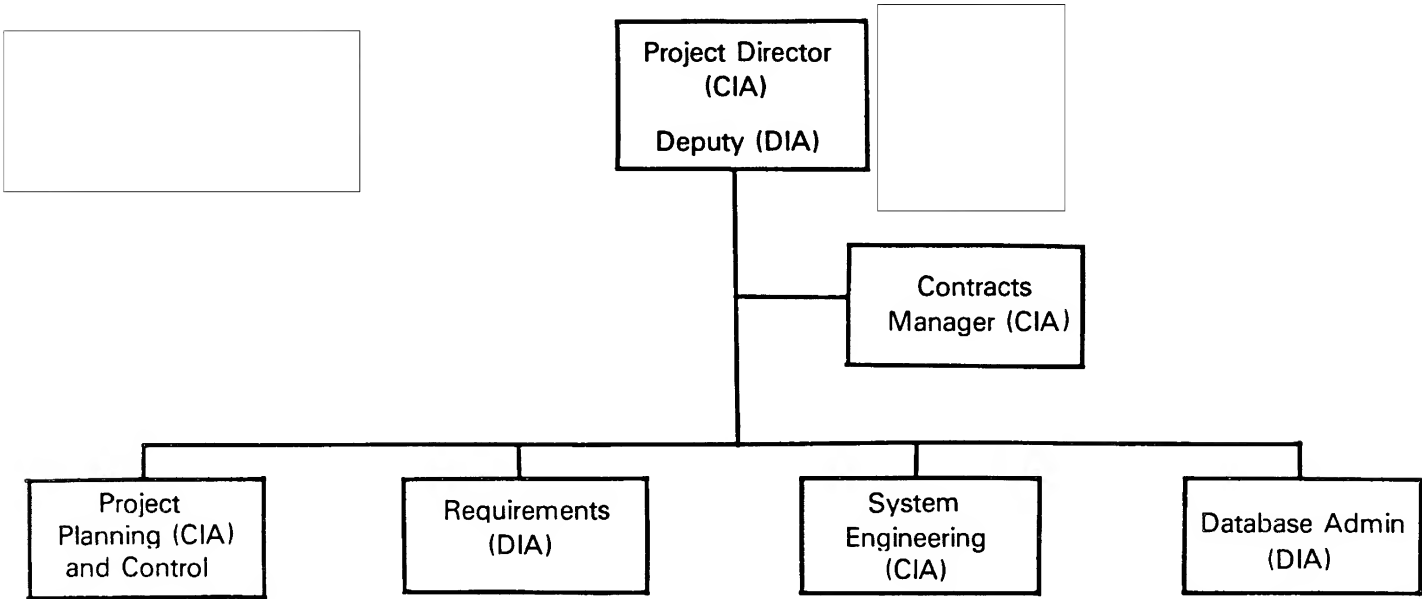 Project Director
(CIA)
Deputy (DIA)
Contracts
Manager (CIA)
Project
Planning (CIA)
and Control
Requirements
(DIA)
System
Engineering
(CIA)
Database Admin
(DIA)